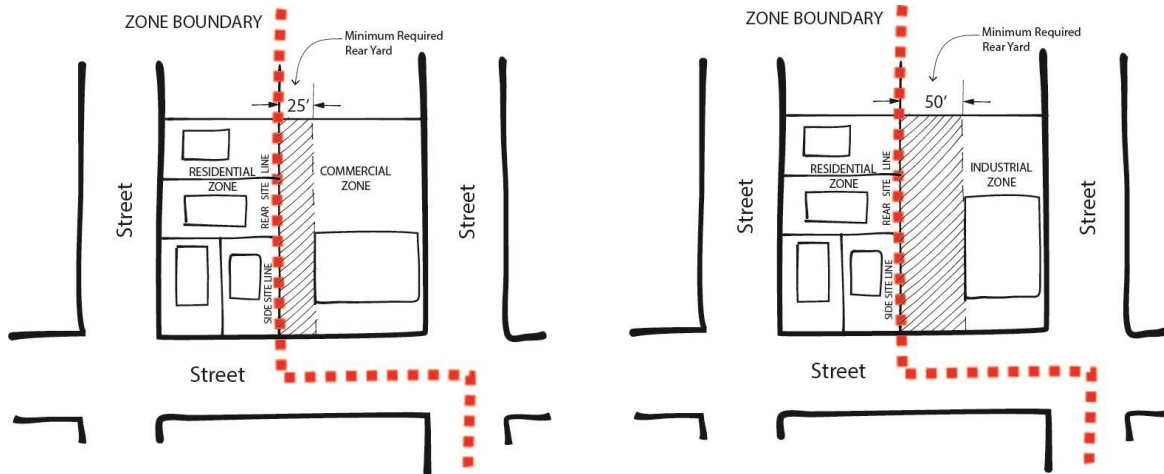 ZONE BOUNDARY
Minimum Required
Rear Yard
25'
RESIDENTIAL
ZONE
REAR SITE LINE
COMMERCIAL
ZONE
SIDE SITE LINE
Street
Street
Street
ZONE BOUNDARY
Minimum Required
Rear Yard
50'
RESIDENTIAL
ZONE
REAR SITE LINE
INDUSTRIAL
ZONE
SIDE SITE LINE
Street
Street
Street